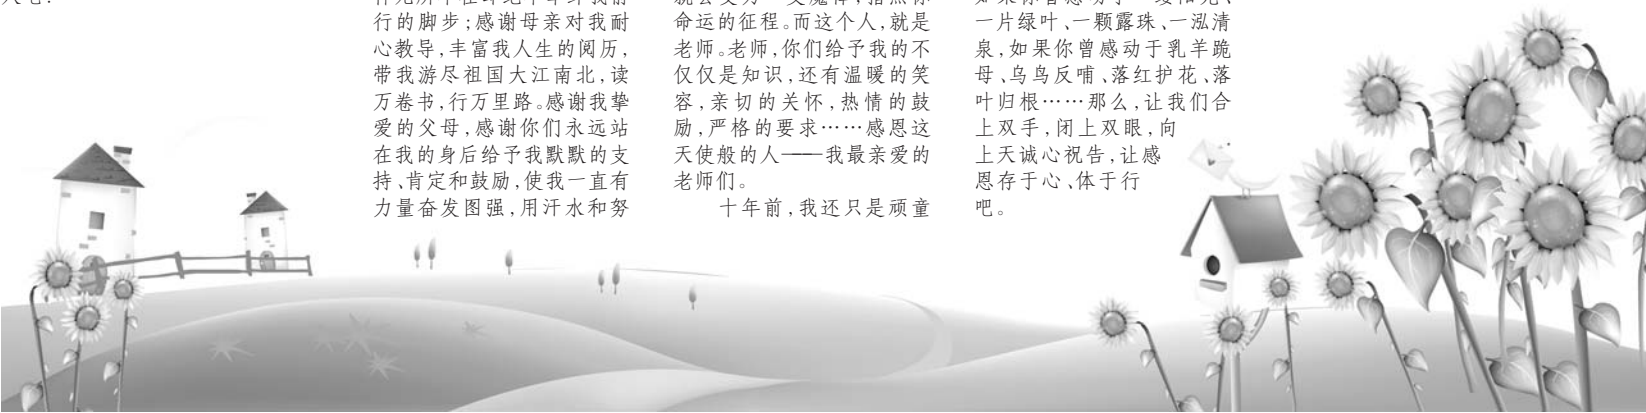 行的脚步；感谢母亲对我耐
心教导，丰富我人生的阅历，
带我游尽祖国大江南北，读
万卷书，行万里路。感谢我挚
爱的父母，感谢你们永远站
在我的身后给予我默默的支
持、肯定和鼓励，使我一直有
力量奋发图强，用汗水和努
命运的征程。而这个人，就是
老师。老师，你们给予我的不
仅仅是知识，还有温暖的笑
容，亲切的关怀，热情的鼓
励，严格的要求……感恩这
天使般的人——我最亲爱的
老师们。
十年前，我还只是顽童
一片绿叶、一颗露珠、一泓清
泉，如果你曾感动于乳羊跪
母、乌鸟反哺、落红护花、落
叶归根……那么，让我们合
上双手，闭上双眼，向
上天诚心祝告，让感
恩存于心、体于行
吧。